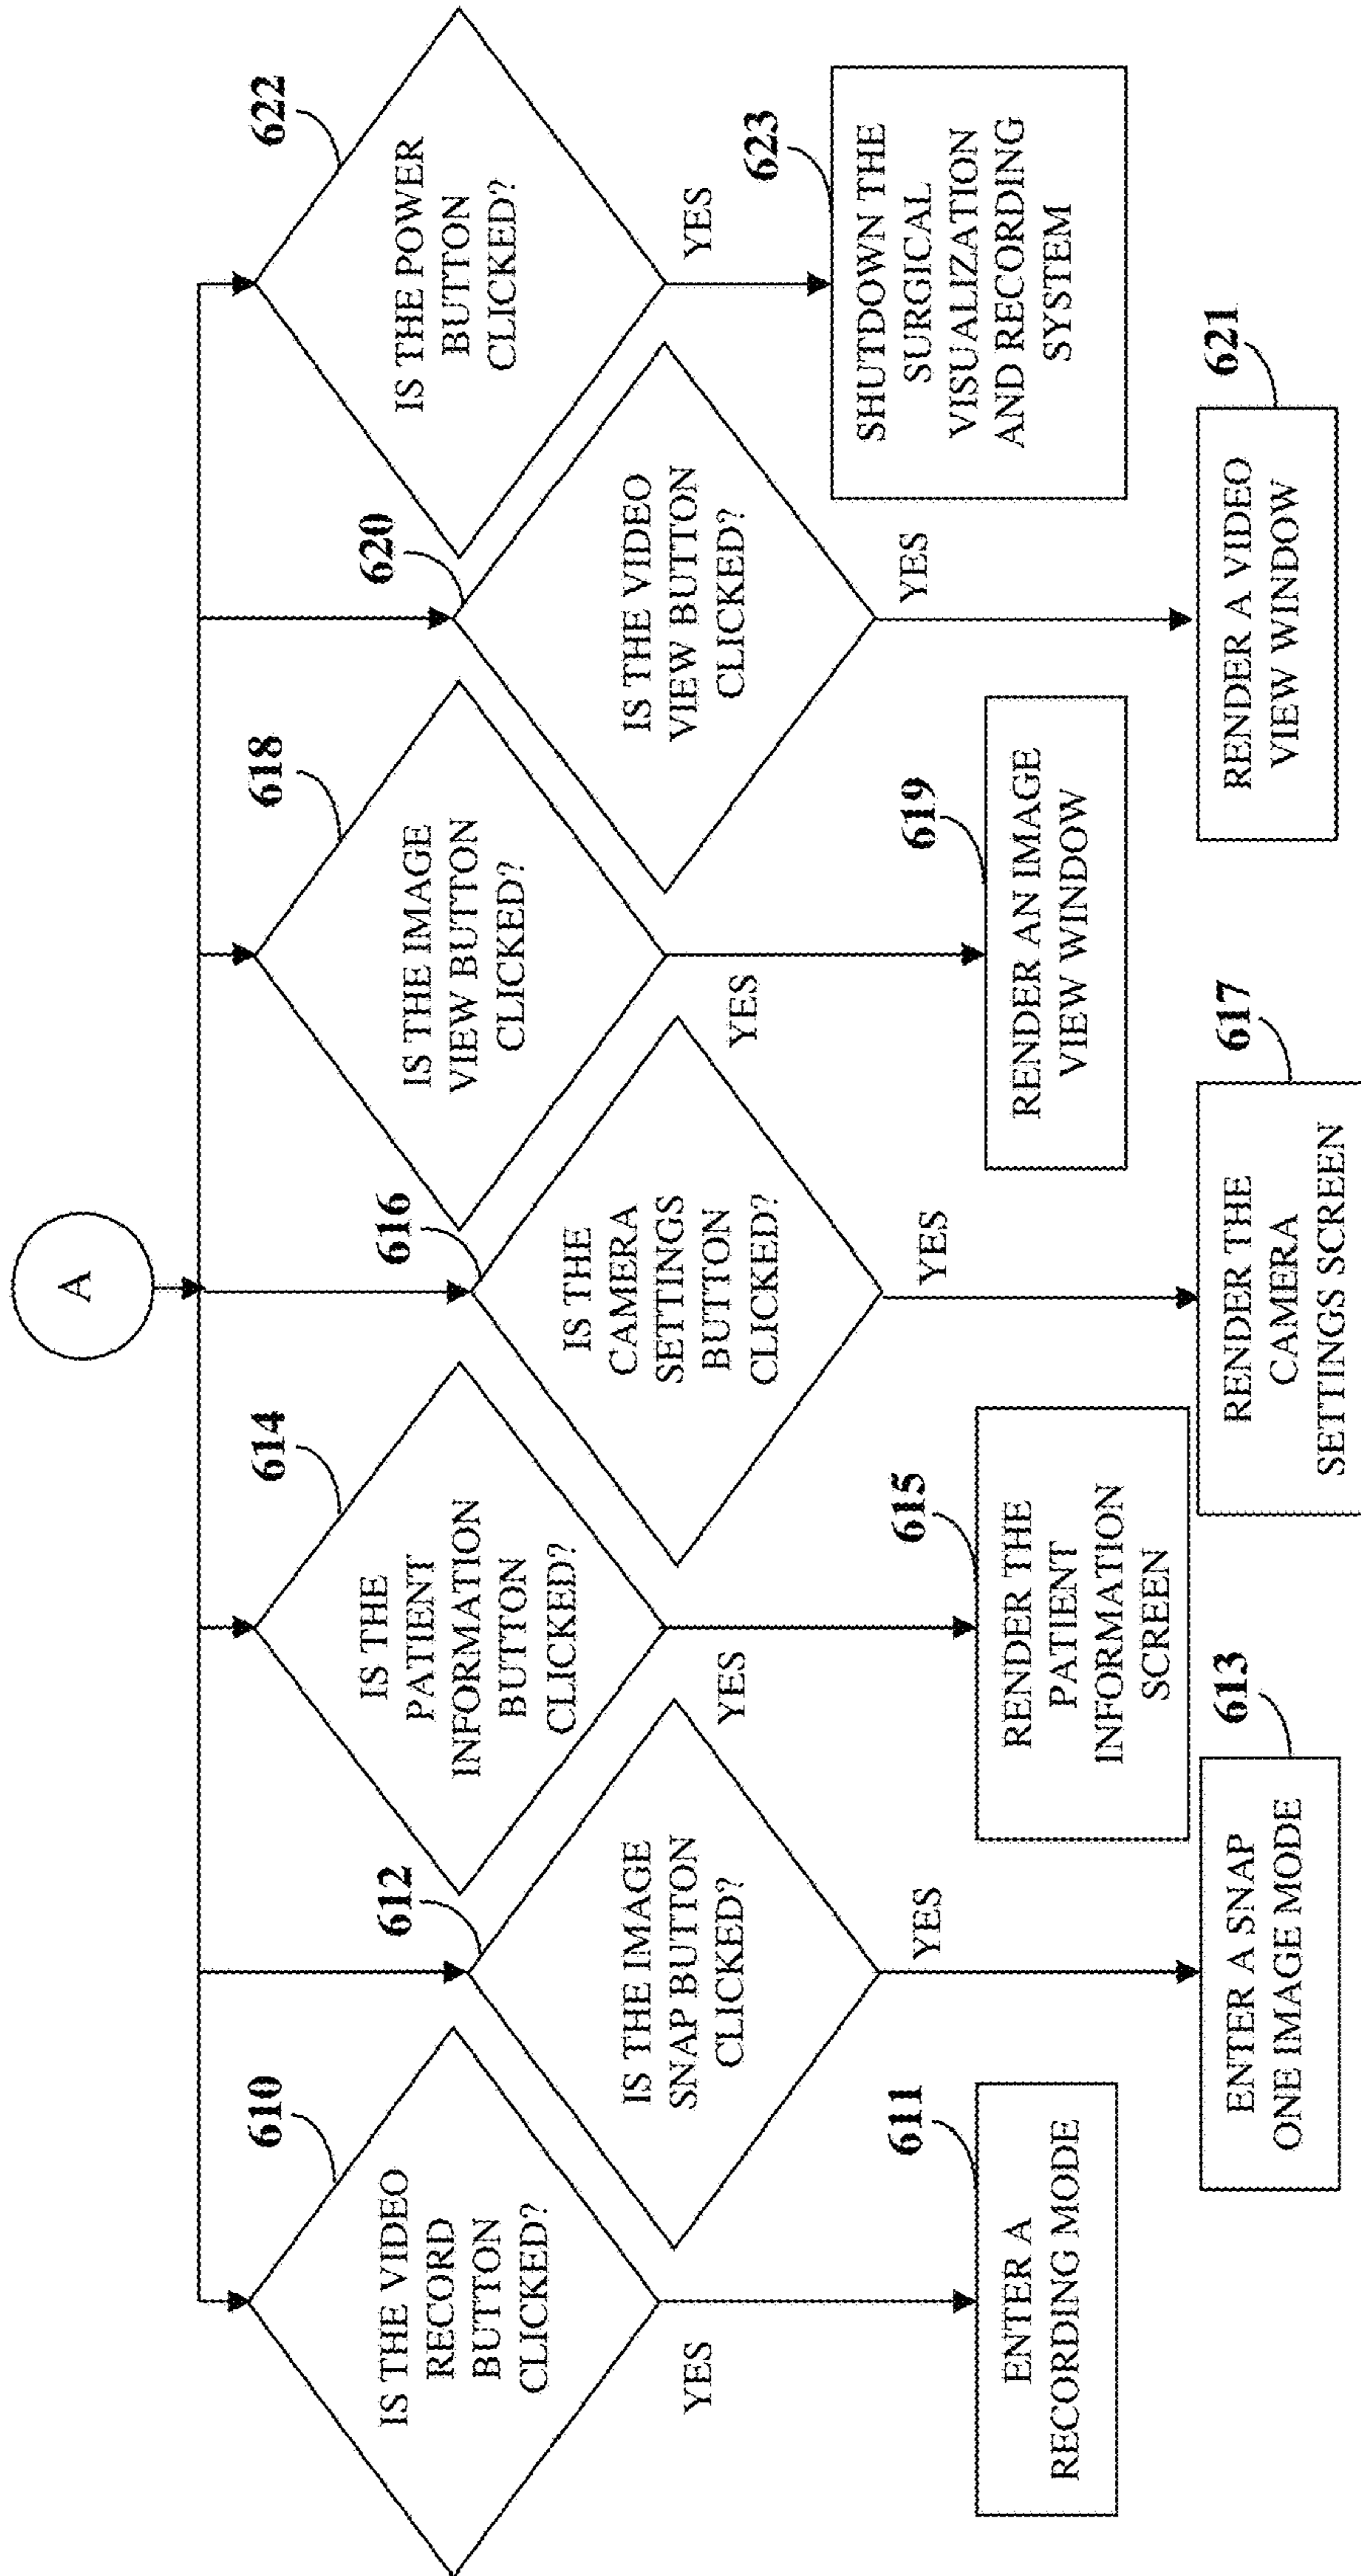 A
610
IS THE VIDEO
RECORD
BUTTON
CLICKED?
YES
611
ENTER A
RECORDING MODE
612
IS THE IMAGE
SNAP BUTTON
CLICKED?
YES
613
ENTER A SNAP
ONE IMAGE MODE
614
IS THE
PATIENT
INFORMATION
BUTTON
CLICKED?
YES
615
RENDER THE
PATIENT
INFORMATION
SCREEN
616
IS THE
CAMERA
SETTINGS
BUTTON
CLICKED?
YES
617
RENDER THE
CAMERA
SETTINGS SCREEN
618
IS THE IMAGE
VIEW BUTTON
CLICKED?
YES
619
RENDER AN IMAGE
VIEW WINDOW
620
IS THE VIDEO
VIEW BUTTON
CLICKED?
YES
621
RENDER A VIDEO
VIEW WINDOW
622
IS THE POWER
BUTTON
CLICKED?
YES
623
SHUTDOWN THE
SURGICAL
VISUALIZATION
AND RECORDING
SYSTEM